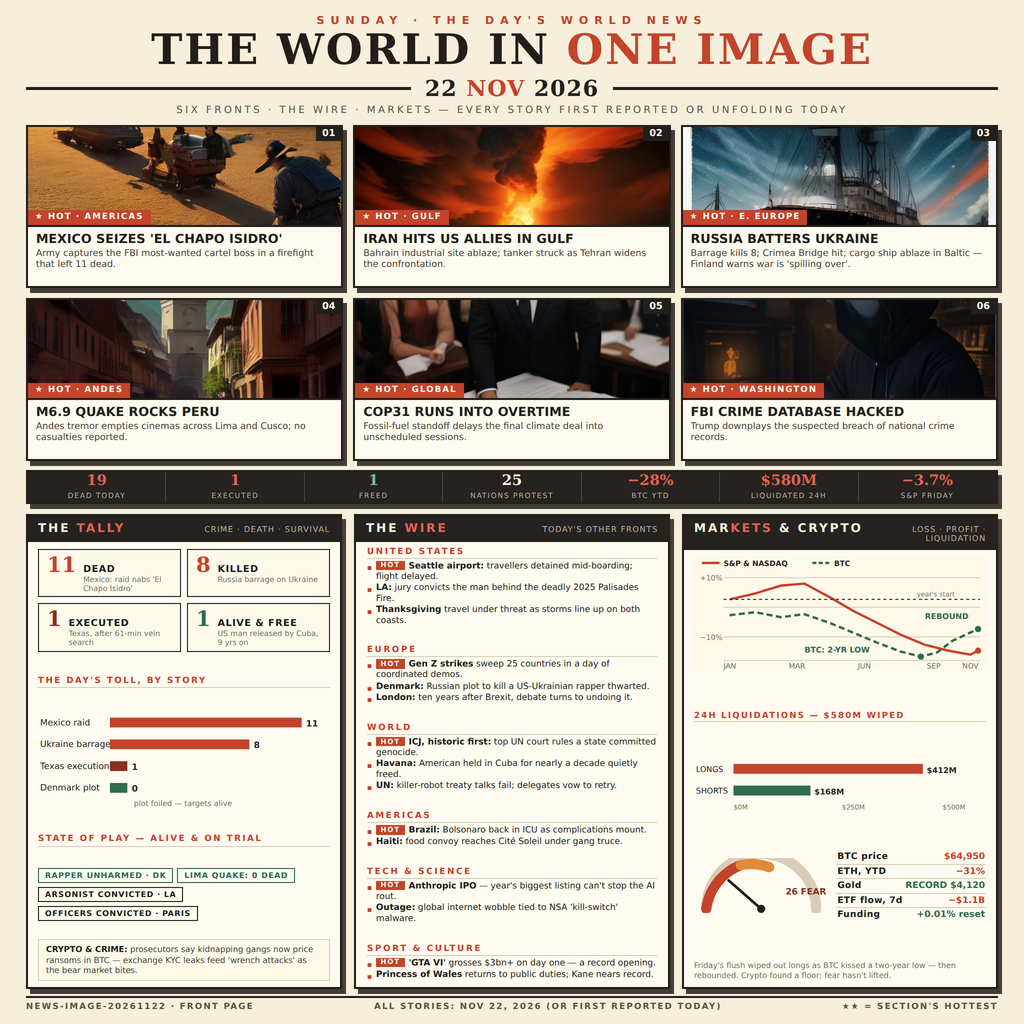 SUNDAY · THE DAY'S WORLD NEWS
THE WORLD IN ONE IMAGE
22 NOV 2026
SIX FRONTS · THE WIRE · MARKETS — EVERY STORY FIRST REPORTED OR UNFOLDING TODAY
01
★ HOT · AMERICAS
MEXICO SEIZES 'EL CHAPO ISIDRO'
Army captures the FBI most-wanted cartel boss in a firefight
that left 11 dead.
02
★ HOT · GULF
IRAN HITS US ALLIES IN GULF
Bahrain industrial site ablaze; tanker struck as Tehran widens
the confrontation.
03
★ HOT · E. EUROPE
RUSSIA BATTERS UKRAINE
Barrage kills 8; Crimea Bridge hit; cargo ship ablaze in Baltic —
Finland warns war is 'spilling over'.
04
★ HOT · ANDES
M6.9 QUAKE ROCKS PERU
Andes tremor empties cinemas across Lima and Cusco; no
casualties reported.
05
★ HOT · GLOBAL
COP31 RUNS INTO OVERTIME
Fossil-fuel standoff delays the final climate deal into
unscheduled sessions.
06
★ HOT · WASHINGTON
FBI CRIME DATABASE HACKED
Trump downplays the suspected breach of national crime
records.
19
DEAD TODAY
1
EXECUTED
1
FREED
25
NATIONS PROTEST
−28%
BTC YTD
$580M
LIQUIDATED 24H
−3.7%
S&P FRIDAY
THE TALLY
CRIME · DEATH · SURVIVAL
11 DEAD
Mexico: raid nabs 'El
Chapo Isidro'
8 KILLED
Russia barrage on Ukraine
1 EXECUTED
Texas, after 61-min vein
search
1 ALIVE & FREE
US man released by Cuba,
9 yrs on
THE DAY'S TOLL, BY STORY
Mexico raid 11
Ukraine barrage 8
Texas execution 1
Denmark plot 0
plot foiled — targets alive
STATE OF PLAY — ALIVE & ON TRIAL
RAPPER UNHARMED · DK
LIMA QUAKE: 0 DEAD
ARSONIST CONVICTED · LA
OFFICERS CONVICTED · PARIS
CRYPTO & CRIME: prosecutors say kidnapping gangs now price
ransoms in BTC — exchange KYC leaks feed 'wrench attacks' as
the bear market bites.
THE WIRE
TODAY'S OTHER FRONTS
UNITED STATES
HOT Seattle airport: travellers detained mid-boarding;
flight delayed.
LA: jury convicts the man behind the deadly 2025 Palisades
Fire.
Thanksgiving travel under threat as storms line up on both
coasts.
EUROPE
HOT Gen Z strikes sweep 25 countries in a day of
coordinated demos.
Denmark: Russian plot to kill a US-Ukrainian rapper thwarted.
London: ten years after Brexit, debate turns to undoing it.
WORLD
HOT ICJ, historic first: top UN court rules a state committed
genocide.
Havana: American held in Cuba for nearly a decade quietly
freed.
UN: killer-robot treaty talks fail; delegates vow to retry.
AMERICAS
HOT Brazil: Bolsonaro back in ICU as complications mount.
Haiti: food convoy reaches Cité Soleil under gang truce.
TECH & SCIENCE
HOT Anthropic IPO — year's biggest listing can't stop the AI
rout.
Outage: global internet wobble tied to NSA 'kill-switch'
malware.
SPORT & CULTURE
HOT 'GTA VI' grosses $3bn+ on day one — a record opening.
Princess of Wales returns to public duties; Kane nears record.
MARKETS & CRYPTO
LOSS · PROFIT ·
LIQUIDATION
S&P & NASDAQ
BTC
+10%
year's start
REBOUND
−10%
BTC: 2-YR LOW
JAN MAR JUN SEP NOV
24H LIQUIDATIONS — $580M WIPED
LONGS $412M
SHORTS $168M
$0M $250M $500M
26 FEAR
BTC price $64,950
ETH, YTD −31%
Gold RECORD $4,120
ETF flow, 7d −$1.1B
Funding +0.01% reset
Friday's flush wiped out longs as BTC kissed a two-year low — then
rebounded. Crypto found a floor; fear hasn't lifted.
NEWS-IMAGE-20261122 · FRONT PAGE
ALL STORIES: NOV 22, 2026 (OR FIRST REPORTED TODAY)
★★ = SECTION'S HOTTEST